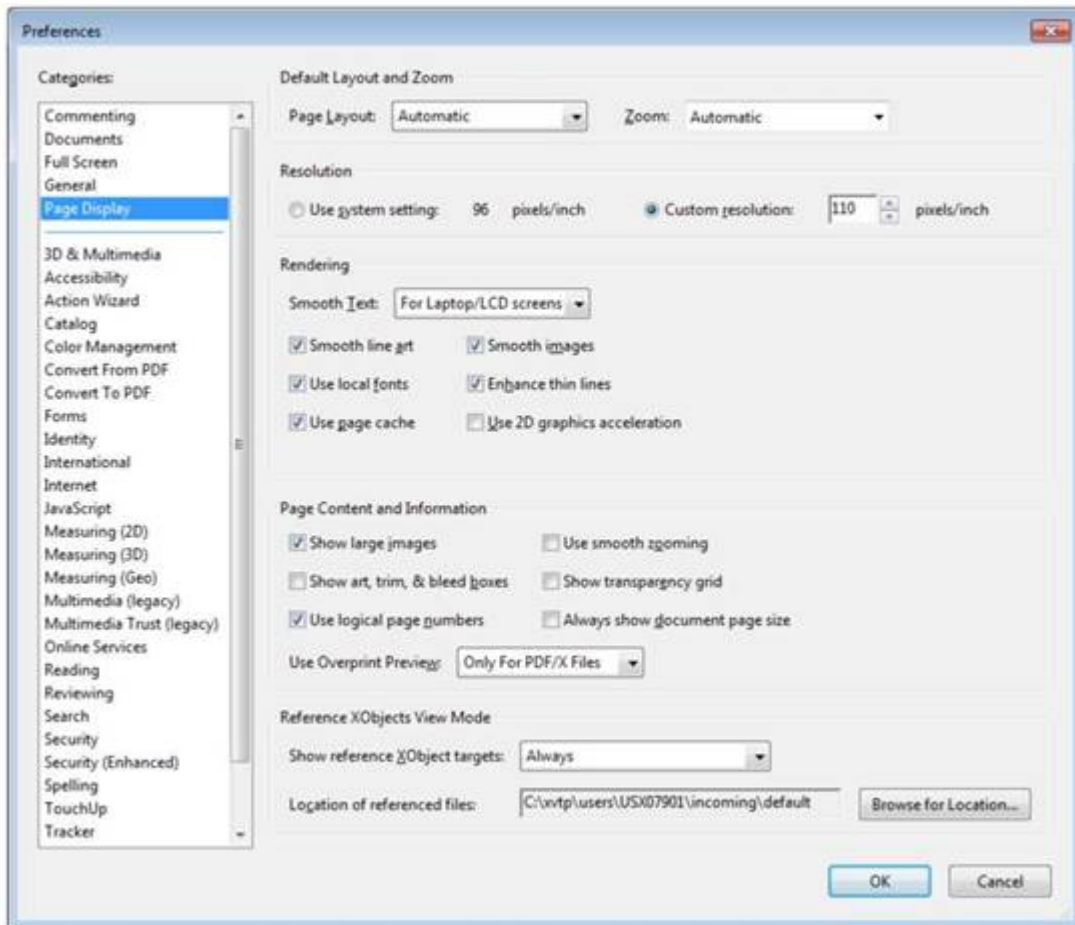 Preferences
Categories:
Commenting
Documents
Full Screen
General
Page Display
3D & Multimedia
Accessibility
Action Wizard
Catalog
Color Management
Convert From PDF
Convert To PDF
Forms
Identity
International
Internet
JavaScript
Measuring (2D)
Measuring (3D)
Measuring (Geo)
Multimedia (legacy)
Multimedia Trust (legacy)
Online Services
Reading
Reviewing
Search
Security
Security (Enhanced)
Spelling
TouchUp
Tracker
Default Layout and Zoom
Page Layout: Automatic Zoom: Automatic
Resolution
Use system setting: 96 pixels/inch Custom resolution: 110 pixels/inch
Rendering
Smooth Text: For Laptop/LCD screens
Smooth line art Smooth images
Use local fonts Enhance thin lines
Use page cache Use 2D graphics acceleration
Page Content and Information
Show large images Use smooth zooming
Show art, trim, & bleed boxes Show transparency grid
Use logical page numbers Always show document page size
Use Overprint Preview: Only For PDF/X Files
Reference XObjects View Mode
Show reference XObject targets: Always
Location of referenced files: C:\xvtp\users\USX07901\incoming\default Browse for Location...
OK Cancel